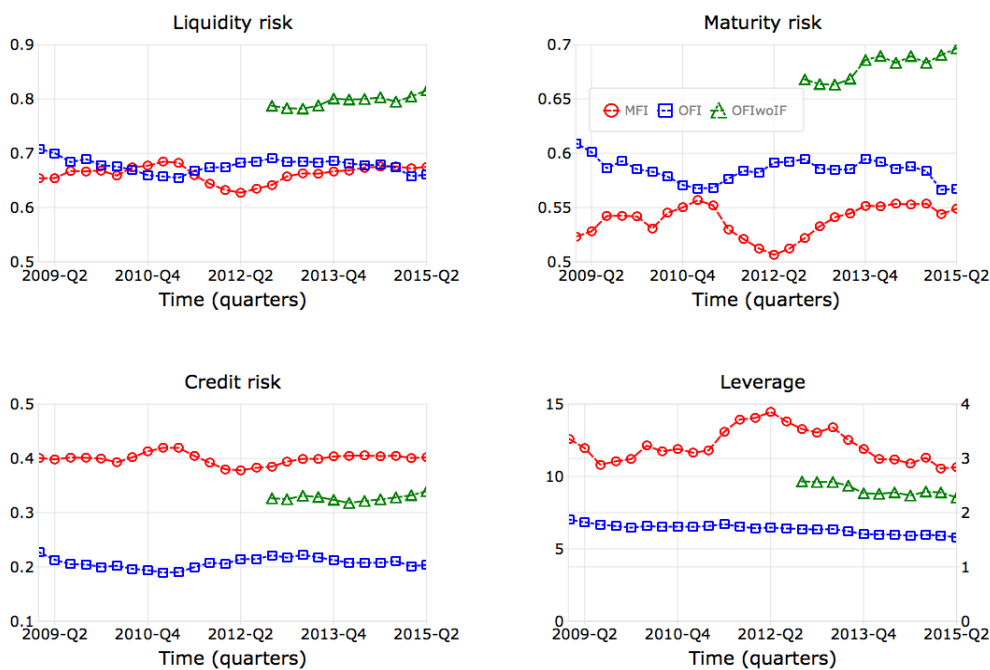 Liquidity risk
0.9
0.8
0.7
0.6
0.5
2009-Q2 2010-Q4 2012-Q2 2013-Q4 2015-Q2
Time (quarters)
Maturity risk
0.7
0.65
0.6
0.55
0.5
MFI OFI OFIwoIF
2009-Q2 2010-Q4 2012-Q2 2013-Q4 2015-Q2
Time (quarters)
Credit risk
0.5
0.4
0.3
0.2
0.1
2009-Q2 2010-Q4 2012-Q2 2013-Q4 2015-Q2
Time (quarters)
Leverage
15 4
3
10
2
5
1
0 0
2009-Q2 2010-Q4 2012-Q2 2013-Q4 2015-Q2
Time (quarters)